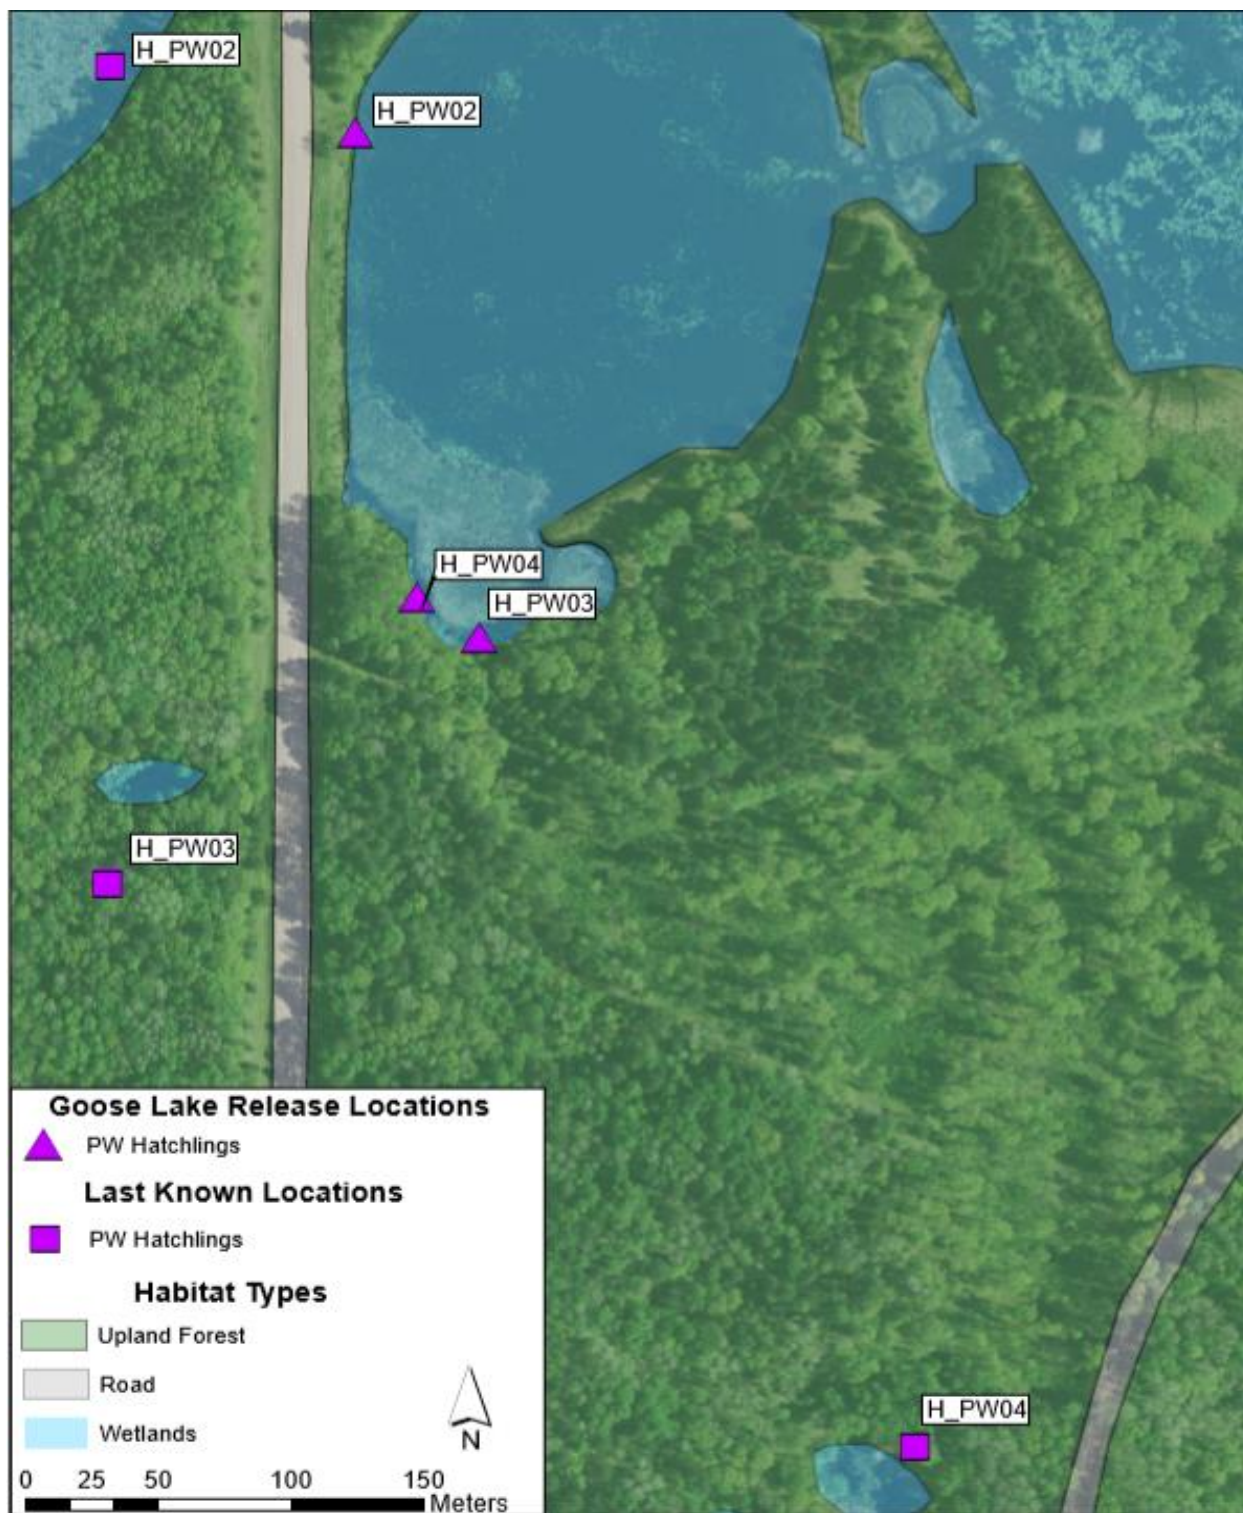 H_PW02
H_PW02
H_PW04
H_PW03
H_PW03
Goose Lake Release Locations
PW Hatchlings
Last Known Locations
PW Hatchlings
Habitat Types
Upland Forest
Road
Wetlands
N
0 25 50 100 150
Meters
H_PW04